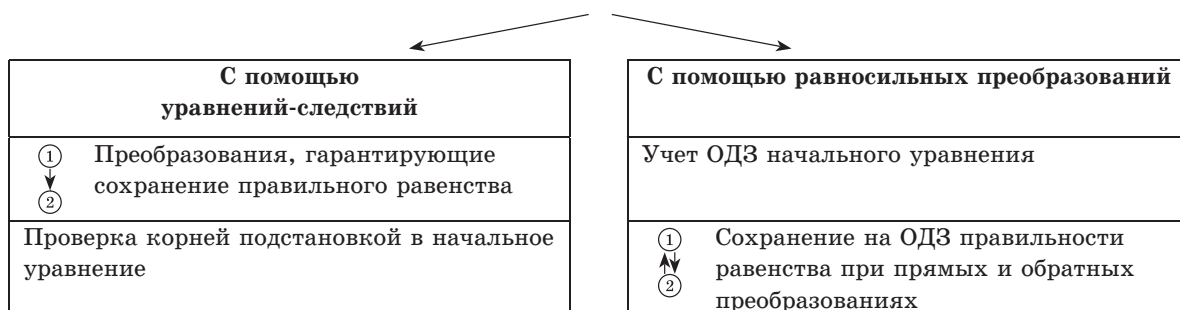 С помощью
уравнений-следствий
① Преобразования, гарантирующие
сохранение правильного равенства
②
Проверка корней подстановкой в начальное
уравнение
С помощью равносильных преобразований
Учет ОДЗ начального уравнения
① Сохранение на ОДЗ правильности
равенства при прямых и обратных
② преобразованиях